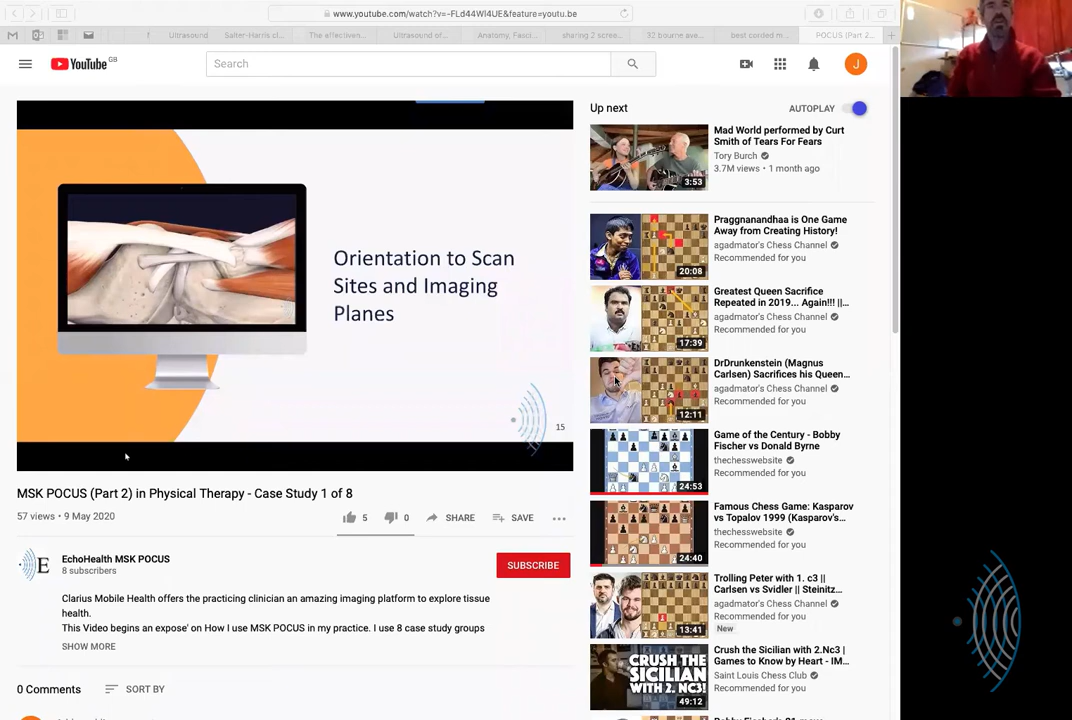 www.youtube.com/watch?v=-FLd44WI4UE&feature=youtu.be
f
Ultrasound
Salter-Harris cl...
The effectiven...
Ultrasound of...
Anatomy, Fasci...
sharing 2 scree...
32 bourne ave...
best corded m...
POCUS (Part 2...
YouTube GB
Search
J
Orientation to Scan
Sites and Imaging
Planes
15
MSK POCUS (Part 2) in Physical Therapy - Case Study 1 of 8
57 views • 9 May 2020
5
0
SHARE
SAVE
E
EchoHealth MSK POCUS
8 subscribers
SUBSCRIBE
Clarius Mobile Health offers the practicing clinician an amazing imaging platform to explore tissue
health.
This Video begins an expose' on How I use MSK POCUS in my practice. I use 8 case study groups
SHOW MORE
0 Comments
SORT BY
Up next
AUTOPLAY
Mad World performed by Curt
Smith of Tears For Fears
Tory Burch
3.7M views • 1 month ago
3:53
Praggnanandhaa is One Game
Away from Creating History!
agadmator's Chess Channel
Recommended for you
20:08
Greatest Queen Sacrifice
Repeated in 2019... Again!!! ||...
agadmator's Chess Channel
Recommended for you
17:39
DrDrunkenstein (Magnus
Carlsen) Sacrifices his Queen...
agadmator's Chess Channel
Recommended for you
12:11
Game of the Century - Bobby
Fischer vs Donald Byrne
thechesswebsite
Recommended for you
24:53
Famous Chess Game: Kasparov
vs Topalov 1999 (Kasparov's...
thechesswebsite
Recommended for you
24:40
Trolling Peter with 1. c3 ||
Carlsen vs Svidler || Steinitz...
agadmator's Chess Channel
Recommended for you
New
13:41
Crush the Sicilian with 2.Nc3 |
Games to Know by Heart - IM...
Saint Louis Chess Club
Recommended for you
CRUSH THE
SICILIAN
WITH 2. NC3!
49:12